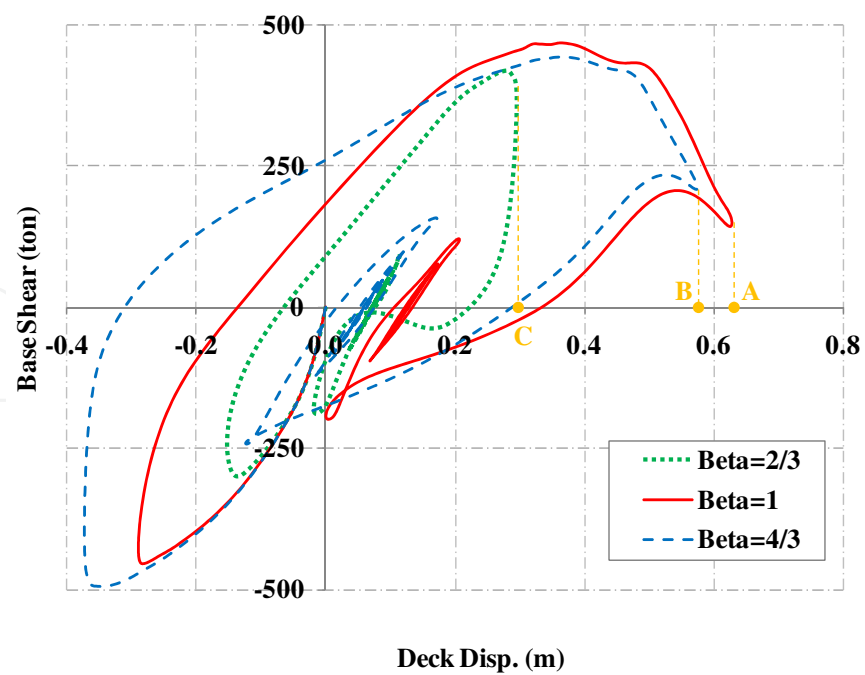 500
250
0
-250
-500
-0.4
-0.2
0.0
0.2
0.4
0.6
0.8
Base Shear (ton)
Deck Disp. (m)
B
A
C
Beta=2/3
Beta=1
Beta=4/3